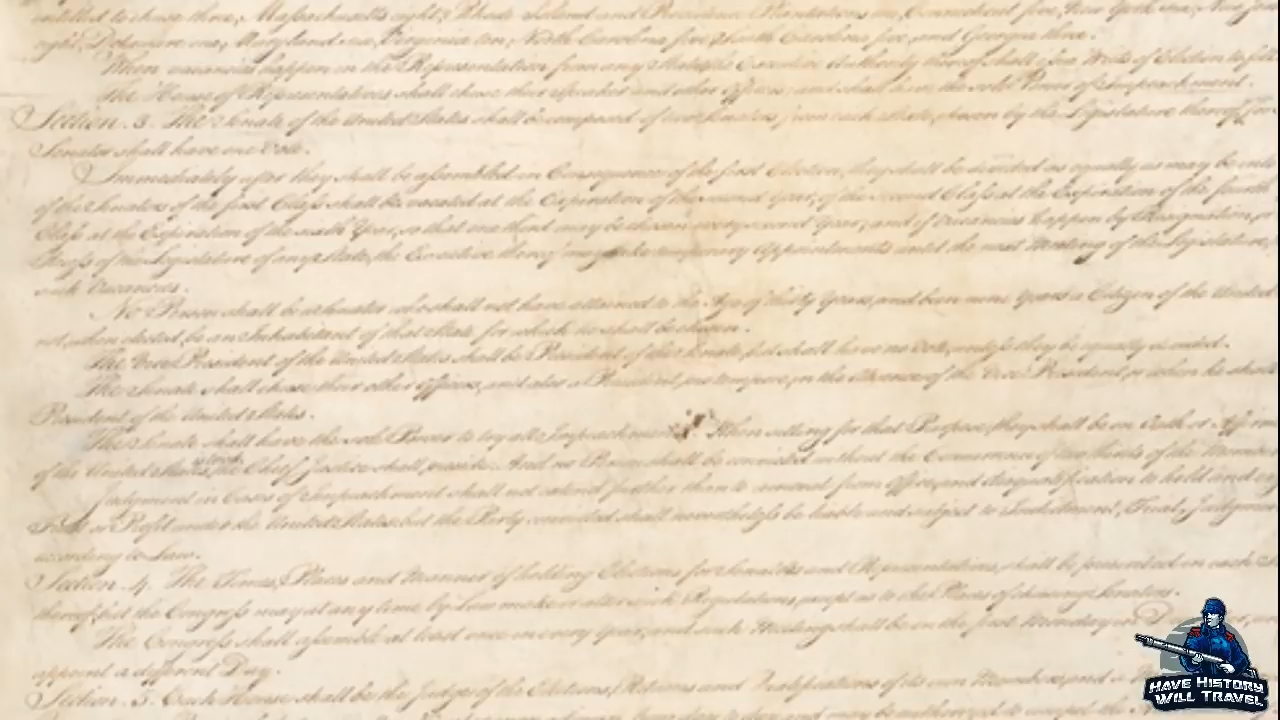 entitled to chuse three, Massachusetts eight, Rhode-Island and Providence Plantations one, Connecticut five, New-York six, New
eight, Delaware one, Maryland six, Virginia ten, North Carolina five, South Carolina five, and Georgia three.
When vacancies happen in the Representation from any State, the Executive Authority thereof shall issue Writs of Election to fill
The House of Representatives shall chuse their Speaker and other Officers; and shall have the sole Power of Impeachment.
Section. 3. The Senate of the United States shall be composed of two Senators from each State, chosen by the Legislature thereof, for
Senator shall have one Vote.
Immediately after they shall be assembled in Consequence of the first Election, they shall be divided as equally as may be into
of the Senators of the first Class shall be vacated at the Expiration of the second Year, of the second Class at the Expiration of the fourth
Class at the Expiration of the sixth Year, so that one third may be chosen every second Year; and if Vacancies happen by Resignation, or
Recess of the Legislature of any State, the Executive thereof may make temporary Appointments until the next Meeting of the Legislature,
such Vacancies.
No Person shall be a Senator who shall not have attained to the Age of thirty Years, and been nine Years a Citizen of the United
not, when elected, be an Inhabitant of that State for which he shall be chosen.
The Vice President of the United States shall be President of the Senate, but shall have no Vote, unless they be equally divided.
The Senate shall chuse their other Officers, and also a President pro tempore, in the Absence of the Vice President, or when he shall
President of the United States.
The Senate shall have the sole Power to try all Impeachments. When sitting for that Purpose, they shall be on Oath or
of the United States, the Chief Justice shall preside: And no Person shall be convicted without the Concurrence of two thirds of the
Judgment in Cases of Impeachment shall not extend further than to removal from Office, and disqualification to hold and
Trust or Profit under the United States: but the Party convicted shall nevertheless be liable and subject to Indictment, Trial, Judgment
according to Law.
Section. 4. The Times, Places and Manner of holding Elections for Senators and Representatives, shall be prescribed in each
thereof; but the Congress may at any time by Law make or alter such Regulations, except as to the Places of chusing Senators.
The Congress shall assemble at least once in every Year, and such Meeting shall be on the first Monday in
appoint a different Day.
Section. 5. Each House shall be the Judge of the Elections, Returns and Qualifications of its own Members, and a
HAVE HISTORY
WILL TRAVEL